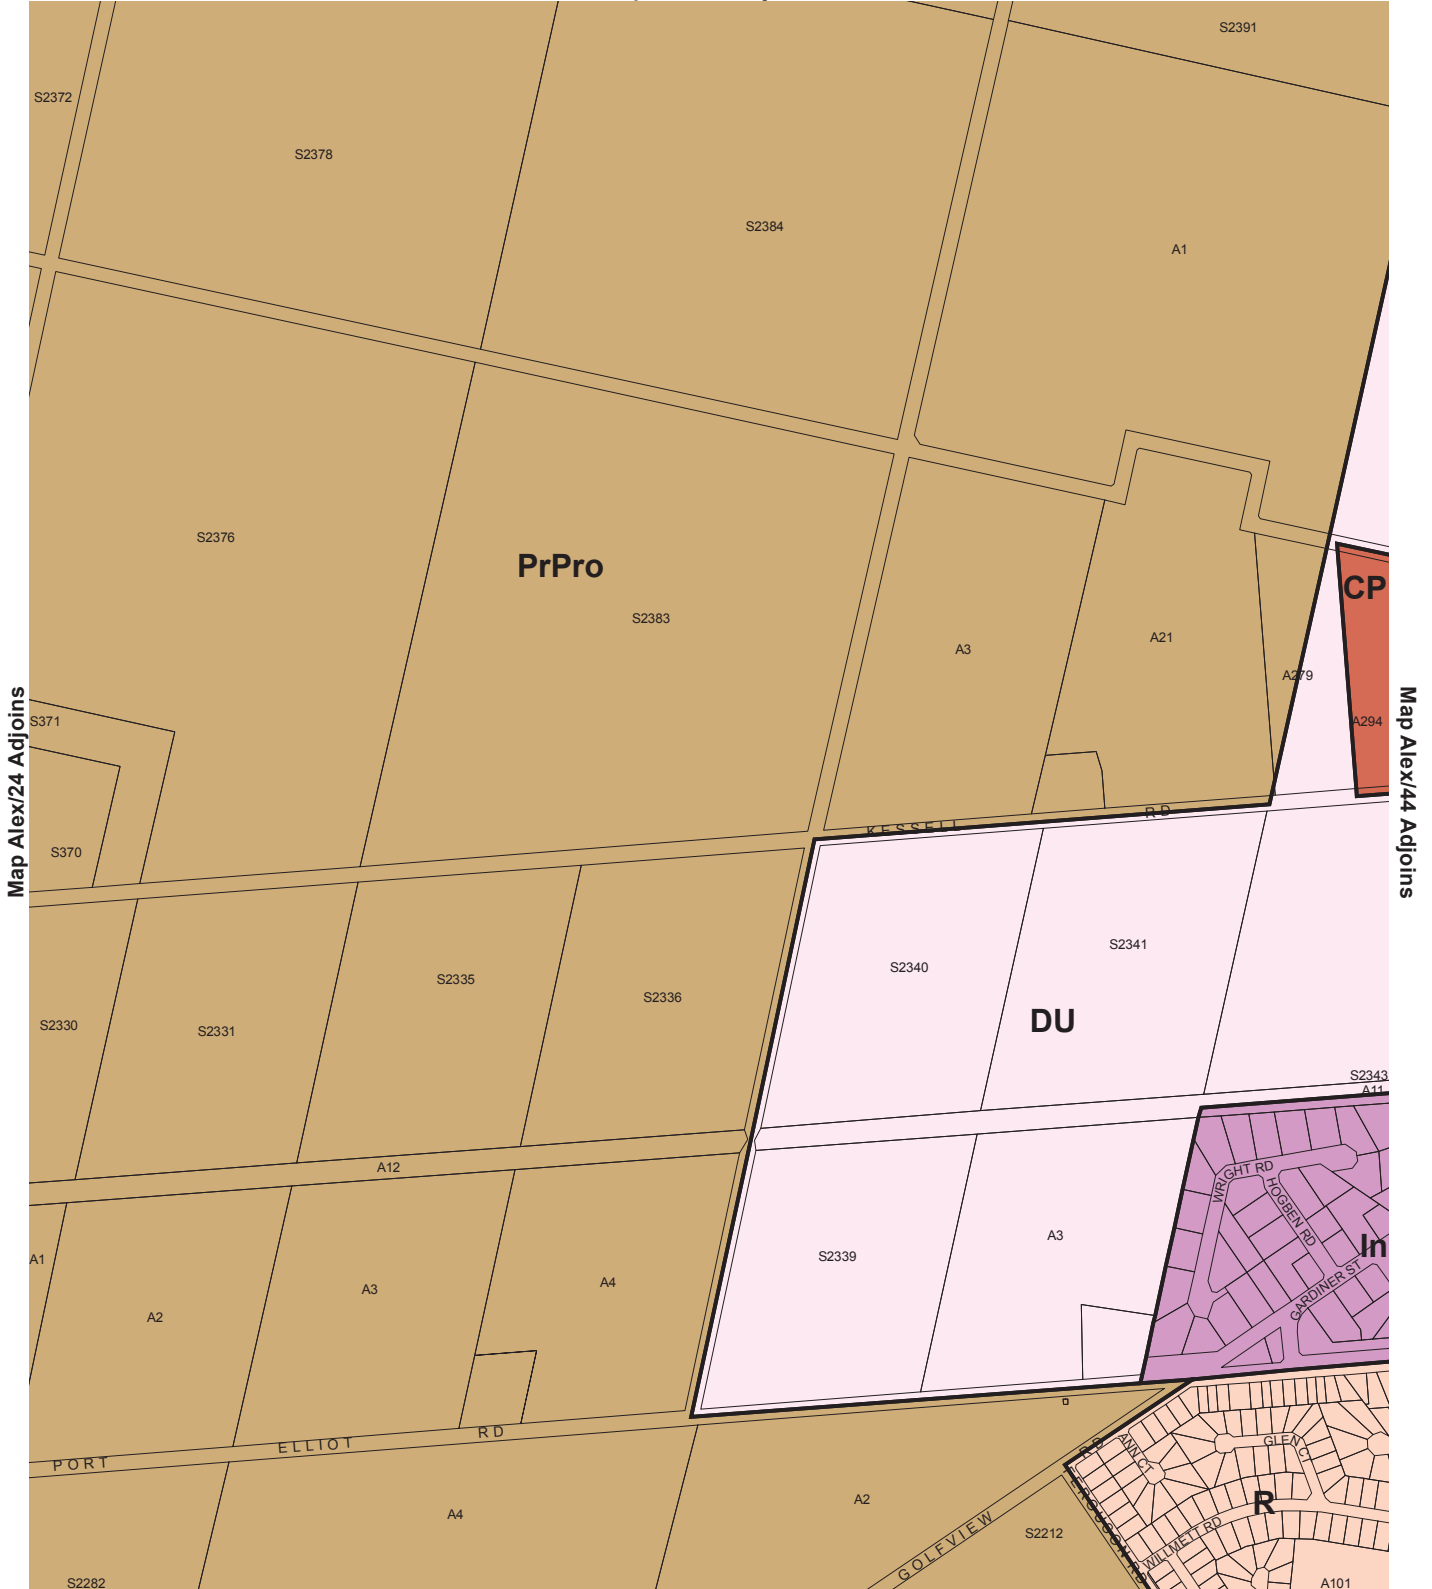 S2391
S2372
S2378
S2384
A1
S2376
PrPro
CP
S2383
A3
A21
A279
S371
A294
Map Alex/24 Adjoins
Map Alex/44 Adjoins
KESSELL RD
S370
S2340
S2341
S2335
S2336
DU
S2330
S2331
S2343
A11
A12
WRIGHT RD
HOGBEN RD
In
A1
A2
A3
A4
S2339
A3
GARDINER ST
PORT ELLIOT RD
ANN CT
GLEN C
R
A4
A2
GOLFVIEW RD
S2212
FERGUSON RD
WILLMETT RD
S2282
A101